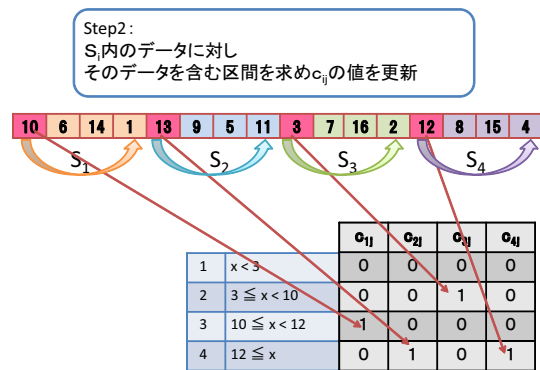 Step2：
Si内のデータに対し
そのデータを含む区間を求めcijの値を更新
10 6 14 1 13 9 5 11 3 7 16 2 12 8 15 4
S1 S2 S3 S4
c1j c2j c3j c4j
1 x < 3 0 0 0 0
2 3 ≦ x < 10 0 0 1 0
3 10 ≦ x < 12 1 0 0 0
4 12 ≦ x 0 1 0 1